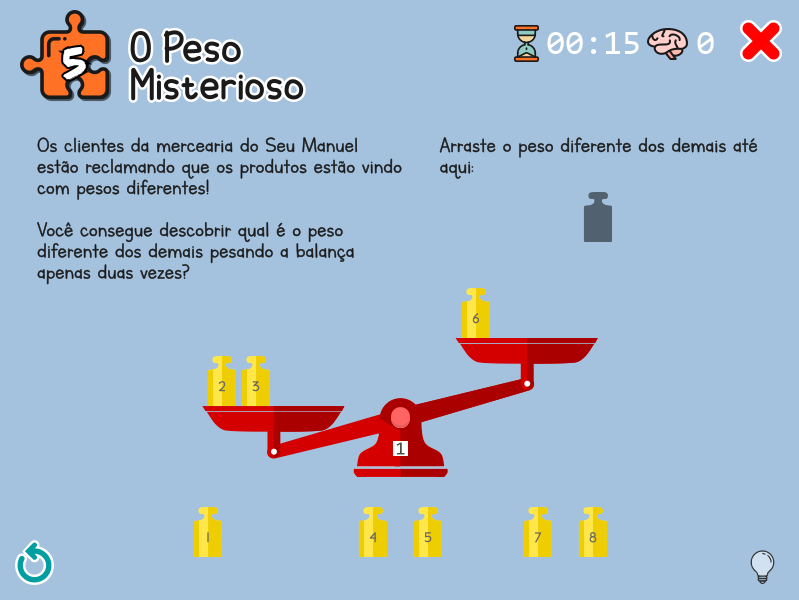 5
O Peso
Misterioso
00:15
0
Os clientes da mercearia do Seu Manuel
estão reclamando que os produtos estão vindo
com pesos diferentes!
Você consegue descobrir qual é o peso
diferente dos demais pesando a balança
apenas duas vezes?
Arraste o peso diferente dos demais até
aqui:
6
2 3
1
1 4 5 7 8